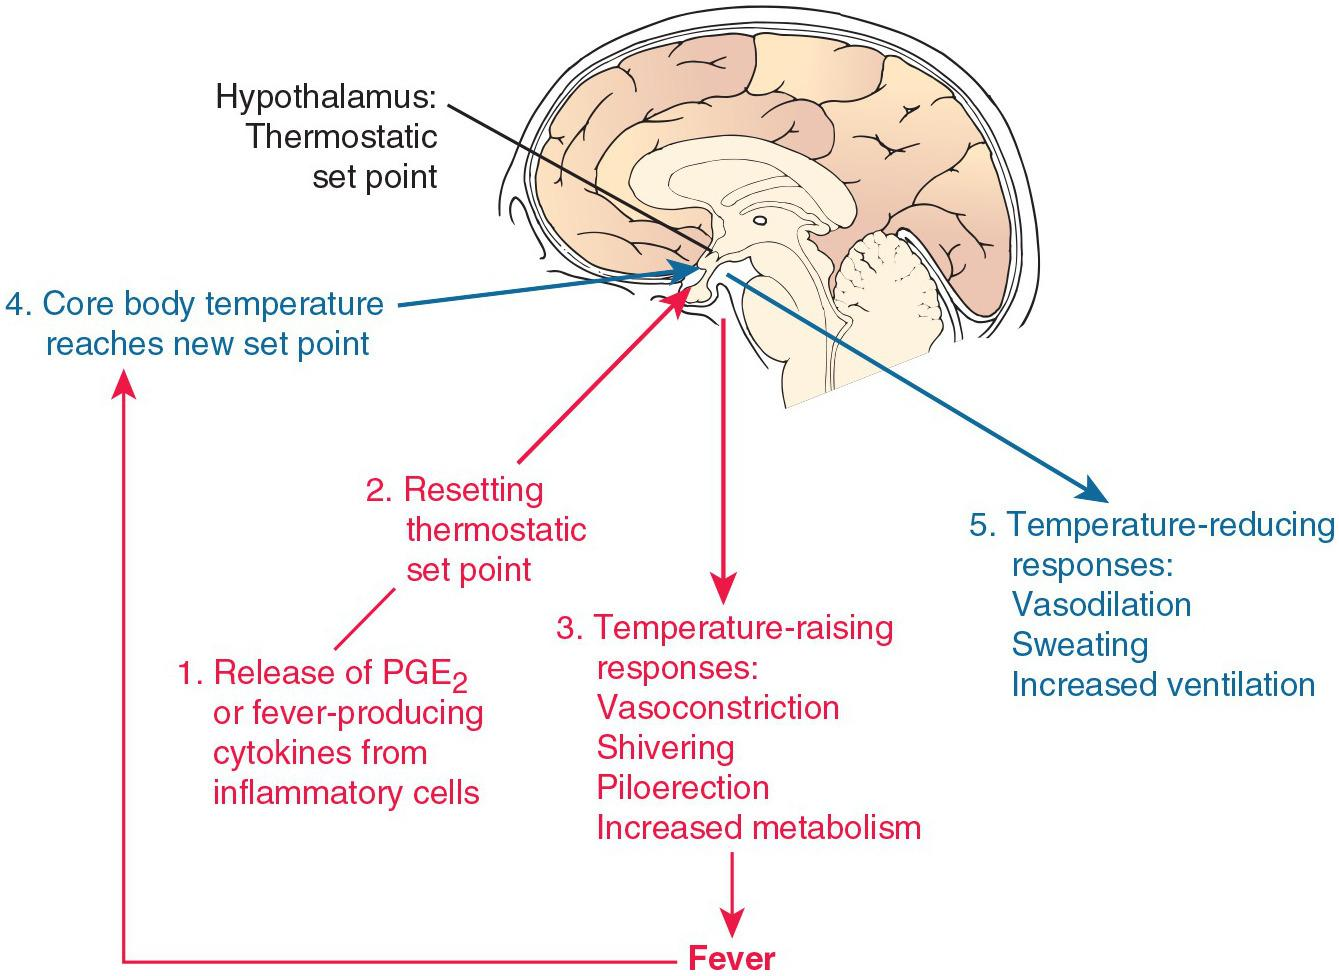 Hypothalamus:
Thermostatic
set point
4. Core body temperature
reaches new set point
2. Resetting
thermostatic
set point
1. Release of PGE₂
or fever-producing
cytokines from
inflammatory cells
3. Temperature-raising
responses:
Vasoconstriction
Shivering
Piloerection
Increased metabolism
5. Temperature-reducing
responses:
Vasodilation
Sweating
Increased ventilation
Fever